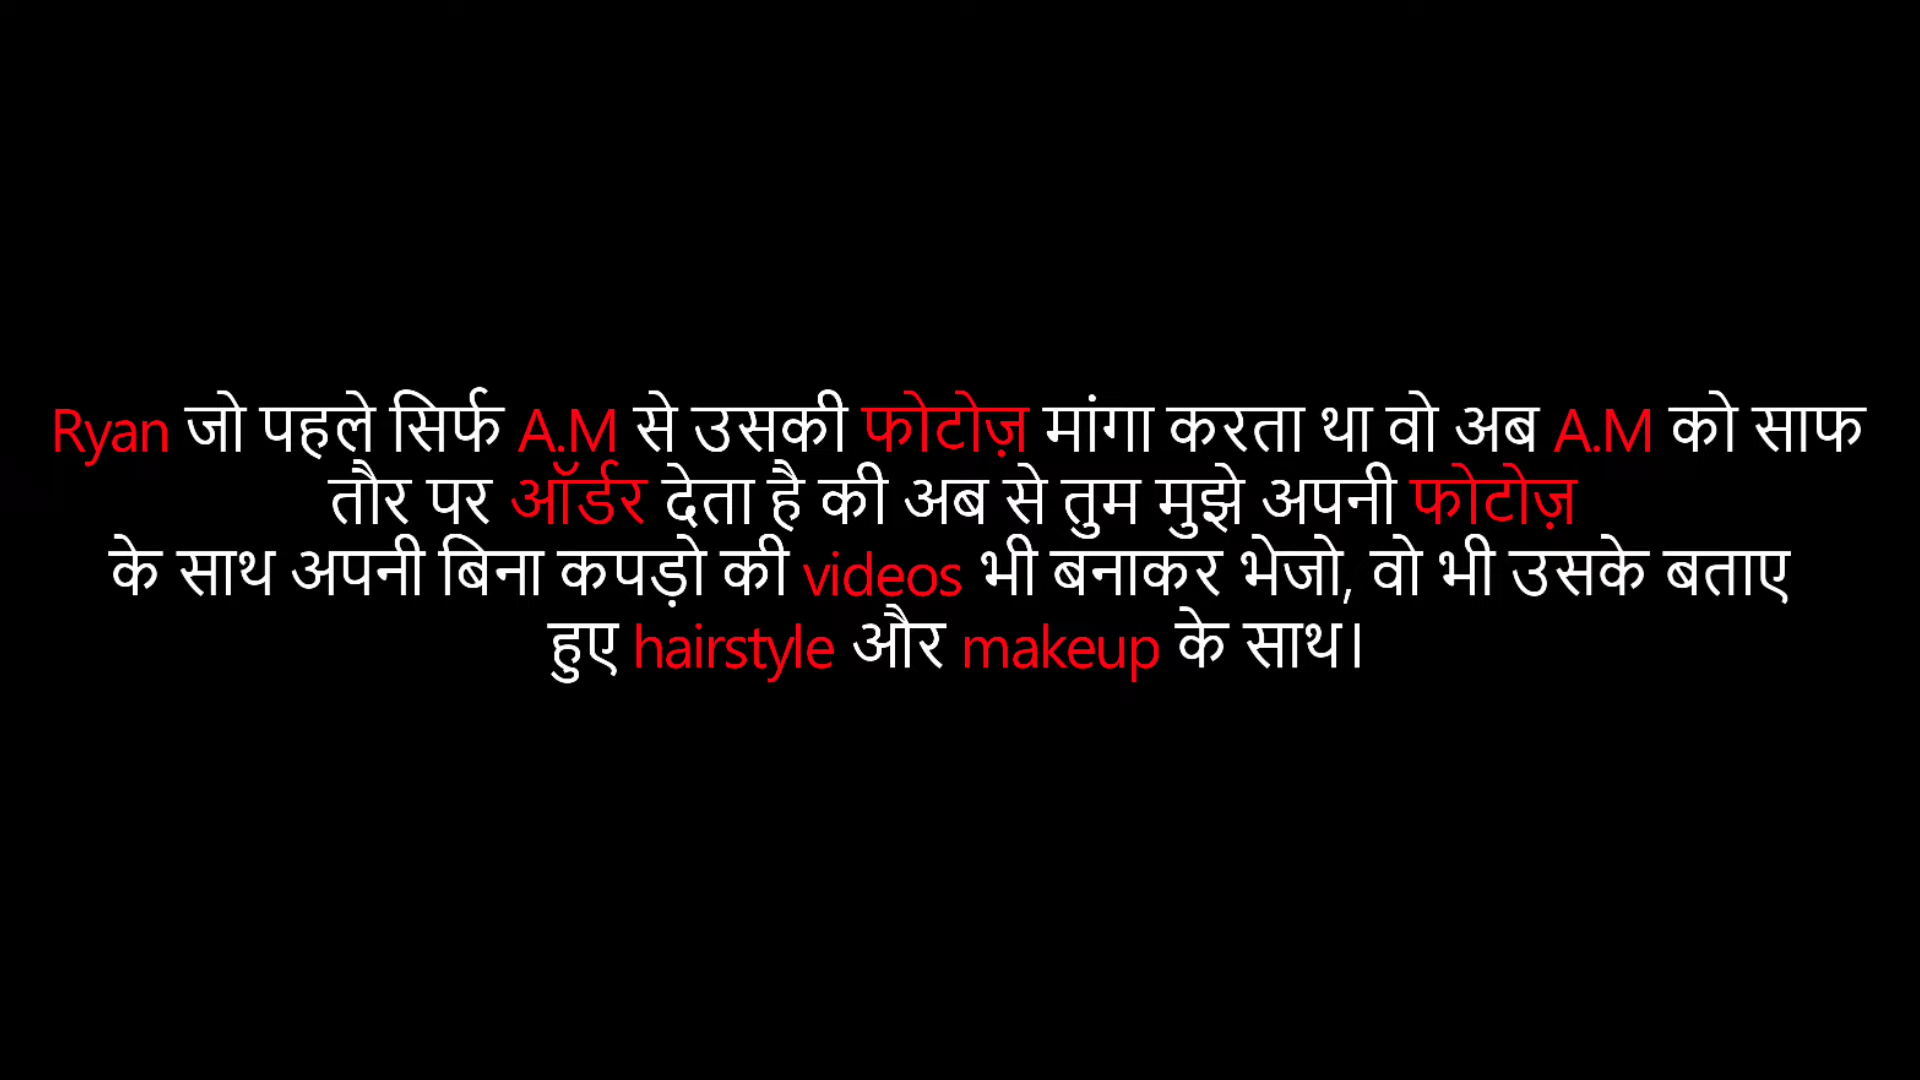 Ryan जो पहले सिर्फ A.M से उसकी फोटोज़ मांगा करता था वो अब A.M को साफ
तौर पर ऑर्डर देता है की अब से तुम मुझे अपनी फोटोज़
के साथ अपनी बिना कपड़ो की videos भी बनाकर भेजो, वो भी उसके बताए
हुए hairstyle और makeup के साथ।